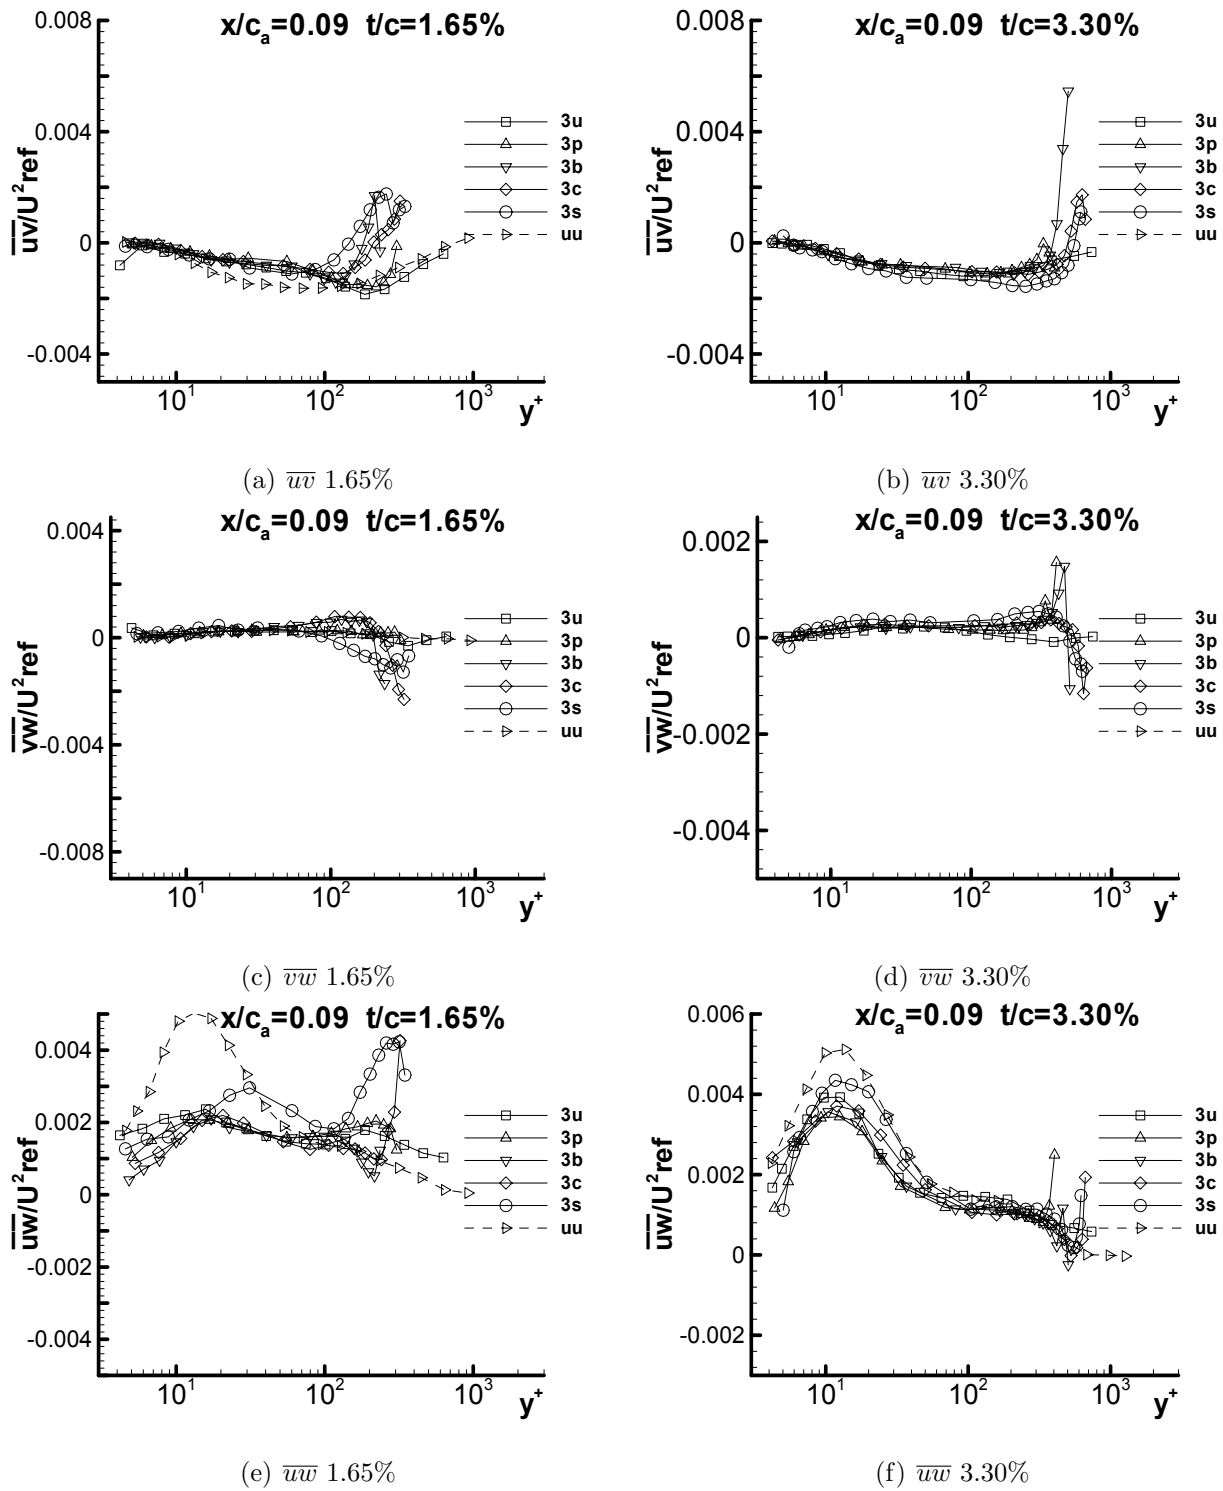 x/ca=0.09 t/c=1.65%
0.008
0.004
0
-0.004
uv/U²ref
10¹ 10² 10³
y⁺
3u
3p
3b
3c
3s
uu
(a) uv 1.65%
x/ca=0.09 t/c=3.30%
0.008
0.004
0
-0.004
uv/U²ref
10¹ 10² 10³
y⁺
3u
3p
3b
3c
3s
uu
(b) uv 3.30%
x/ca=0.09 t/c=1.65%
0.004
0
-0.004
-0.008
vw/U²ref
10¹ 10² 10³
y⁺
3u
3p
3b
3c
3s
uu
(c) vw 1.65%
x/ca=0.09 t/c=3.30%
0.002
0
-0.002
-0.004
vw/U²ref
10¹ 10² 10³
y⁺
3u
3p
3b
3c
3s
uu
(d) vw 3.30%
x/ca=0.09 t/c=1.65%
0.004
0.002
0
-0.002
-0.004
uw/U²ref
10¹ 10² 10³
y⁺
3u
3p
3b
3c
3s
uu
(e) uw 1.65%
x/ca=0.09 t/c=3.30%
0.006
0.004
0.002
0
-0.002
uw/U²ref
10¹ 10² 10³
y⁺
3u
3p
3b
3c
3s
uu
(f) uw 3.30%